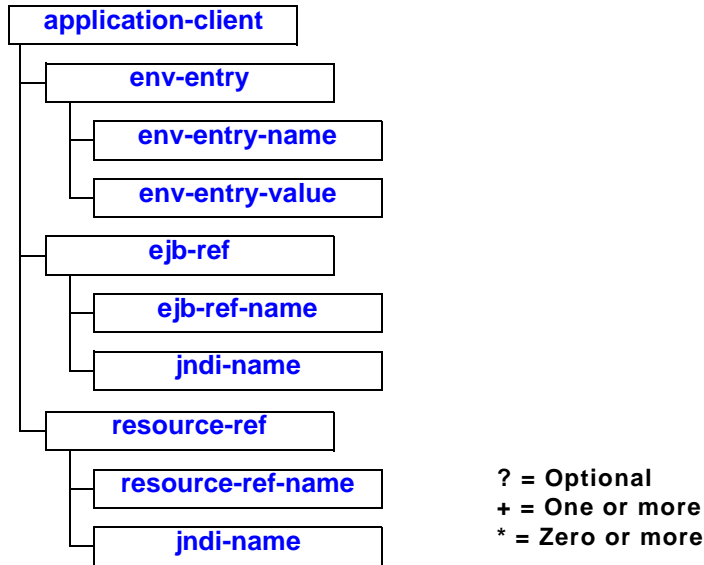 application-client
env-entry
env-entry-name
env-entry-value
ejb-ref
ejb-ref-name
jndi-name
resource-ref
resource-ref-name
jndi-name
? = Optional
+ = One or more
* = Zero or more